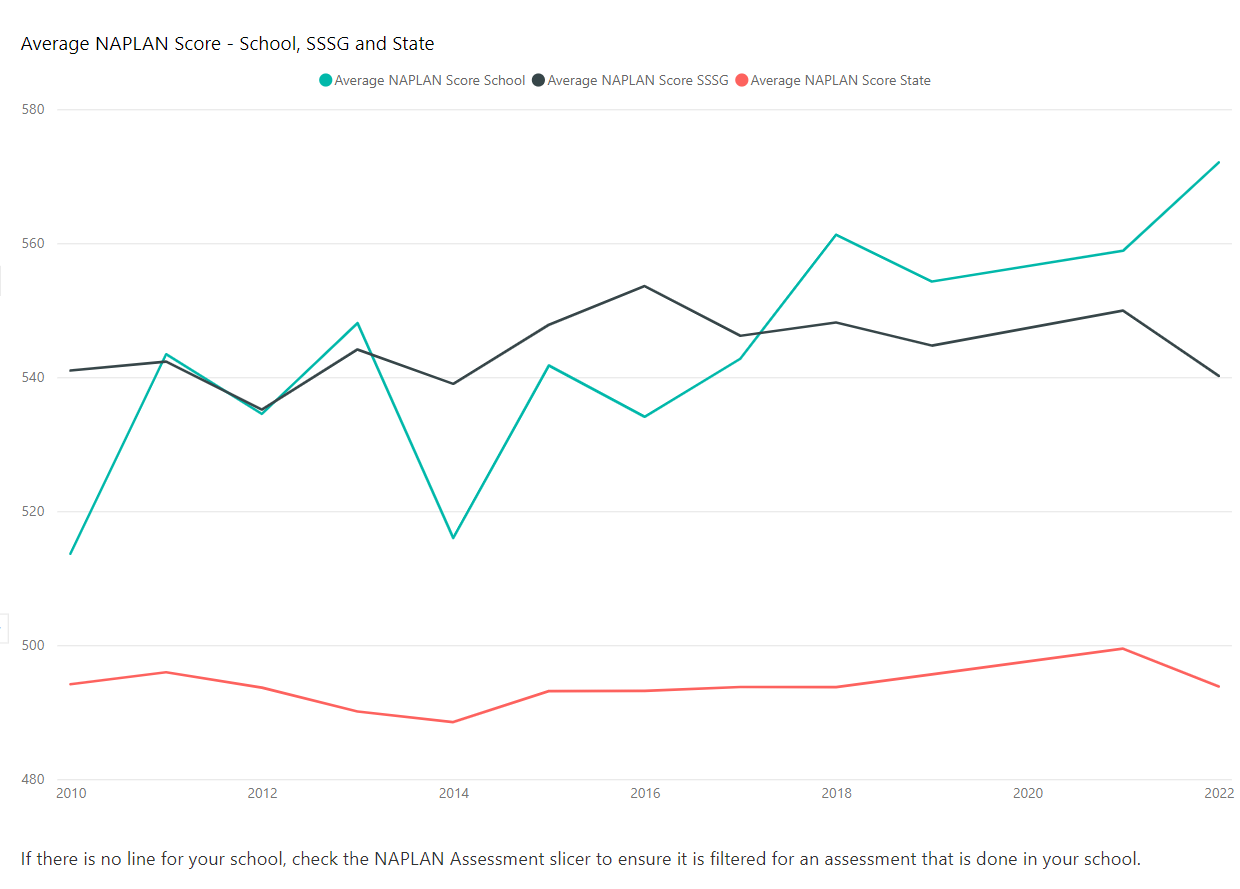 Average NAPLAN Score - School, SSSG and State
Average NAPLAN Score School Average NAPLAN Score SSSG Average NAPLAN Score State
580
560
540
520
500
480
2010 2012 2014 2016 2018 2020 2022
If there is no line for your school, check the NAPLAN Assessment slicer to ensure it is filtered for an assessment that is done in your school.